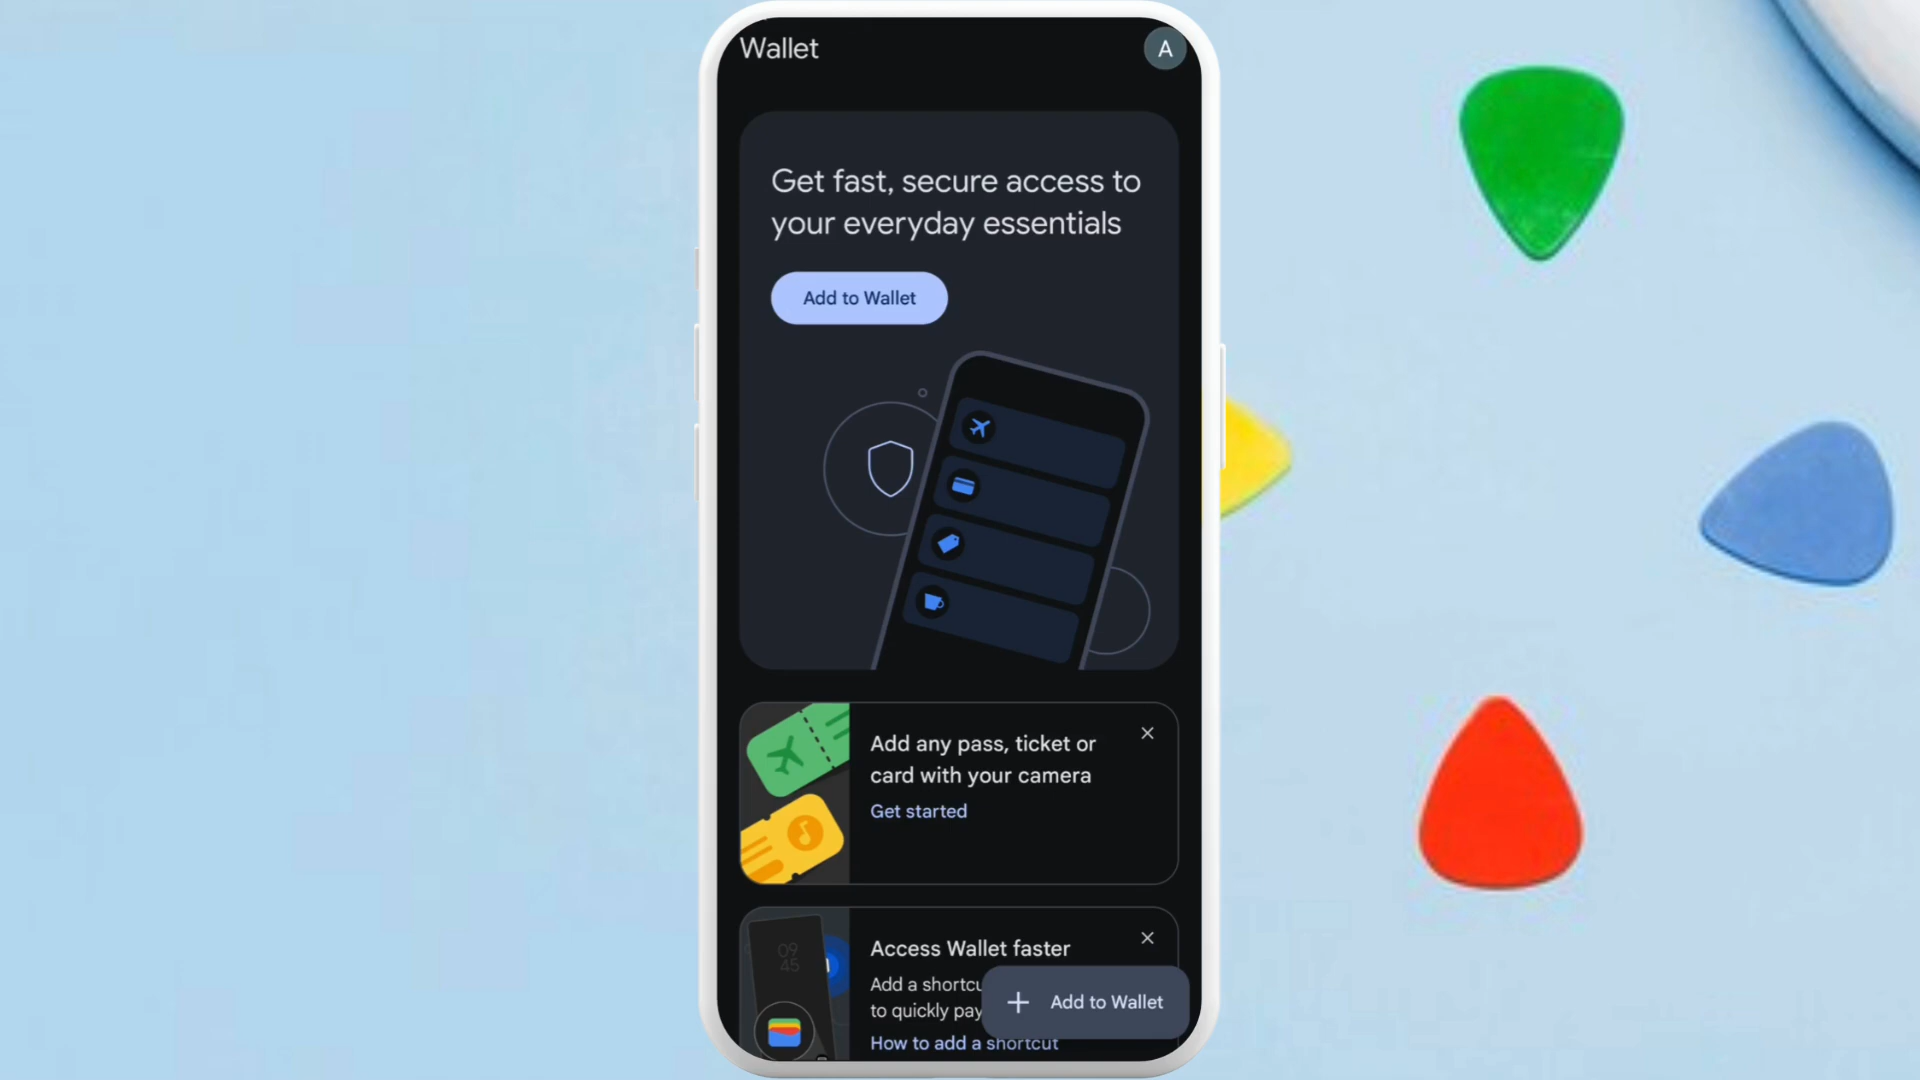 Wallet
A
Get fast, secure access to
your everyday essentials
Add to Wallet
Add any pass, ticket or
card with your camera
Get started
09
45
Access Wallet faster
Add a shortcu
to quickly pay
+ Add to Wallet
How to add a shortcut